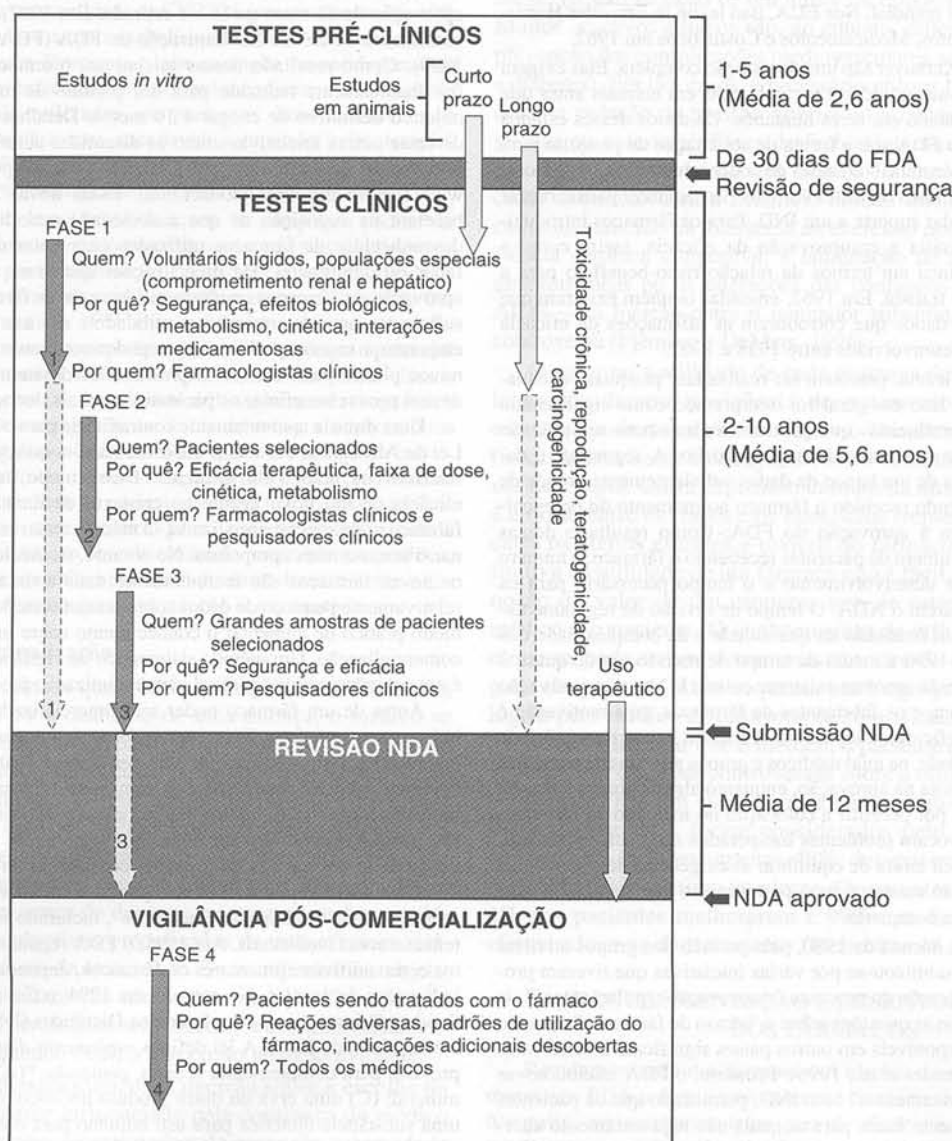 TESTES PRÉ-CLÍNICOS
Estudos in vitro
Estudos
em animais
Curto
prazo
Longo
prazo
1-5 anos
(Média de 2,6 anos)
De 30 dias do FDA
Revisão de segurança
TESTES CLÍNICOS
FASE 1
Quem? Voluntários hígidos, populações especiais
(comprometimento renal e hepático)
Por quê? Segurança, efeitos biológicos,
metabolismo, cinética, interações
medicamentosas
Por quem? Farmacologistas clínicos
1
FASE 2
Quem? Pacientes selecionados
Por quê? Eficácia terapêutica, faixa de dose,
cinética, metabolismo
Por quem? Farmacologistas clínicos e
pesquisadores clínicos
2
FASE 3
Quem? Grandes amostras de pacientes
selecionados
Por quê? Segurança e eficácia
Por quem? Pesquisadores clínicos
1
3
oxicidade crônica, reprodução, teratogenicidade,
carcinogenicidade
2-10 anos
(Média de 5,6 anos)
Uso
terapêutico
Submissão NDA
REVISÃO NDA
3
Média de 12 meses
NDA aprovado
VIGILÂNCIA PÓS-COMERCIALIZAÇÃO
FASE 4
Quem? Pacientes sendo tratados com o fármaco
Por quê? Reações adversas, padrões de utilização do
fármaco, indicações adicionais descobertas
Por quem? Todos os médicos
4